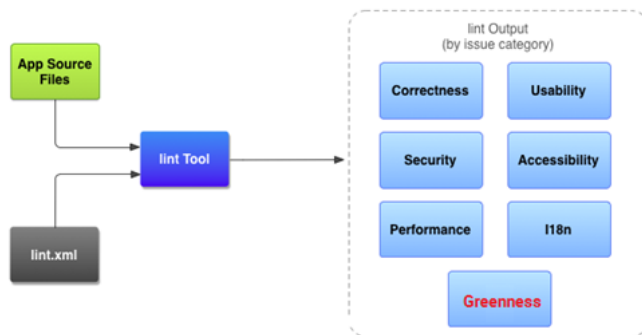 App Source
Files
lint Tool
lint.xml
lint Output
(by issue category)
Correctness
Usability
Security
Accessibility
Performance
I18n
Greenness